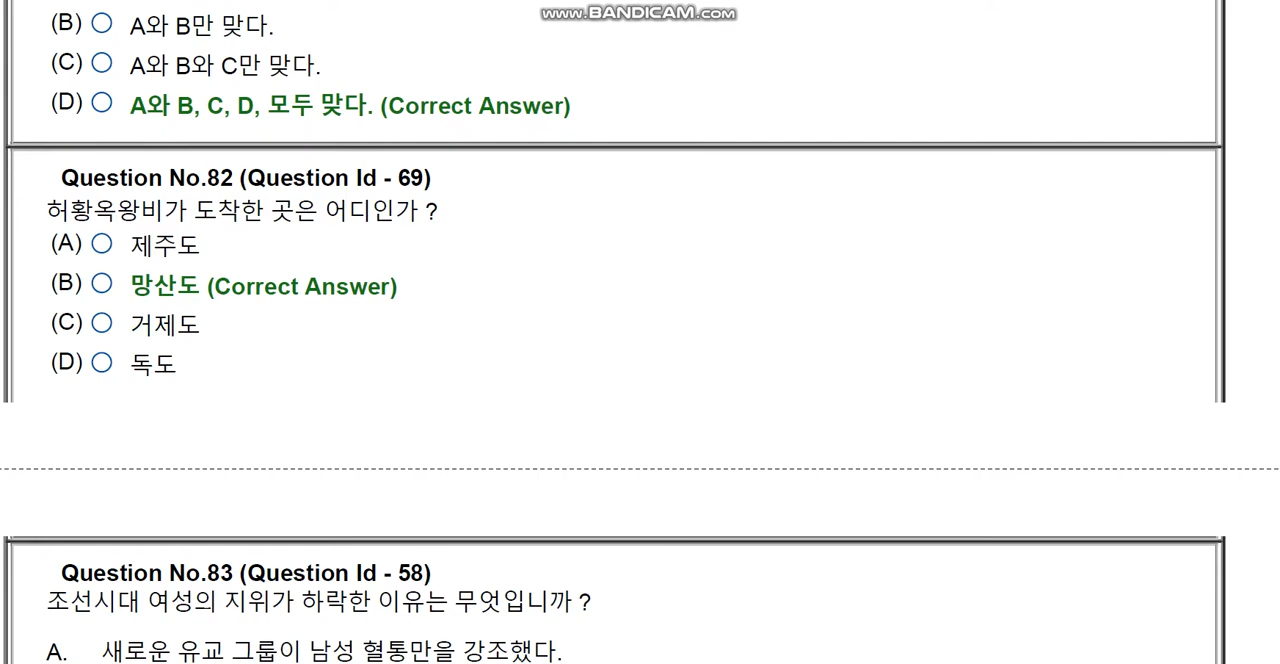 www.BANDICAM.com
(B) A와 B만 맞다.
(C) A와 B와 C만 맞다.
(D) A와 B, C, D, 모두 맞다. (Correct Answer)
Question No.82 (Question Id - 69)
허황옥왕비가 도착한 곳은 어디인가 ?
(A) 제주도
(B) 망산도 (Correct Answer)
(C) 거제도
(D) 독도
Question No.83 (Question Id - 58)
조선시대 여성의 지위가 하락한 이유는 무엇입니까 ?
A. 새로운 유교 그룹이 남성 혈통만을 강조했다.